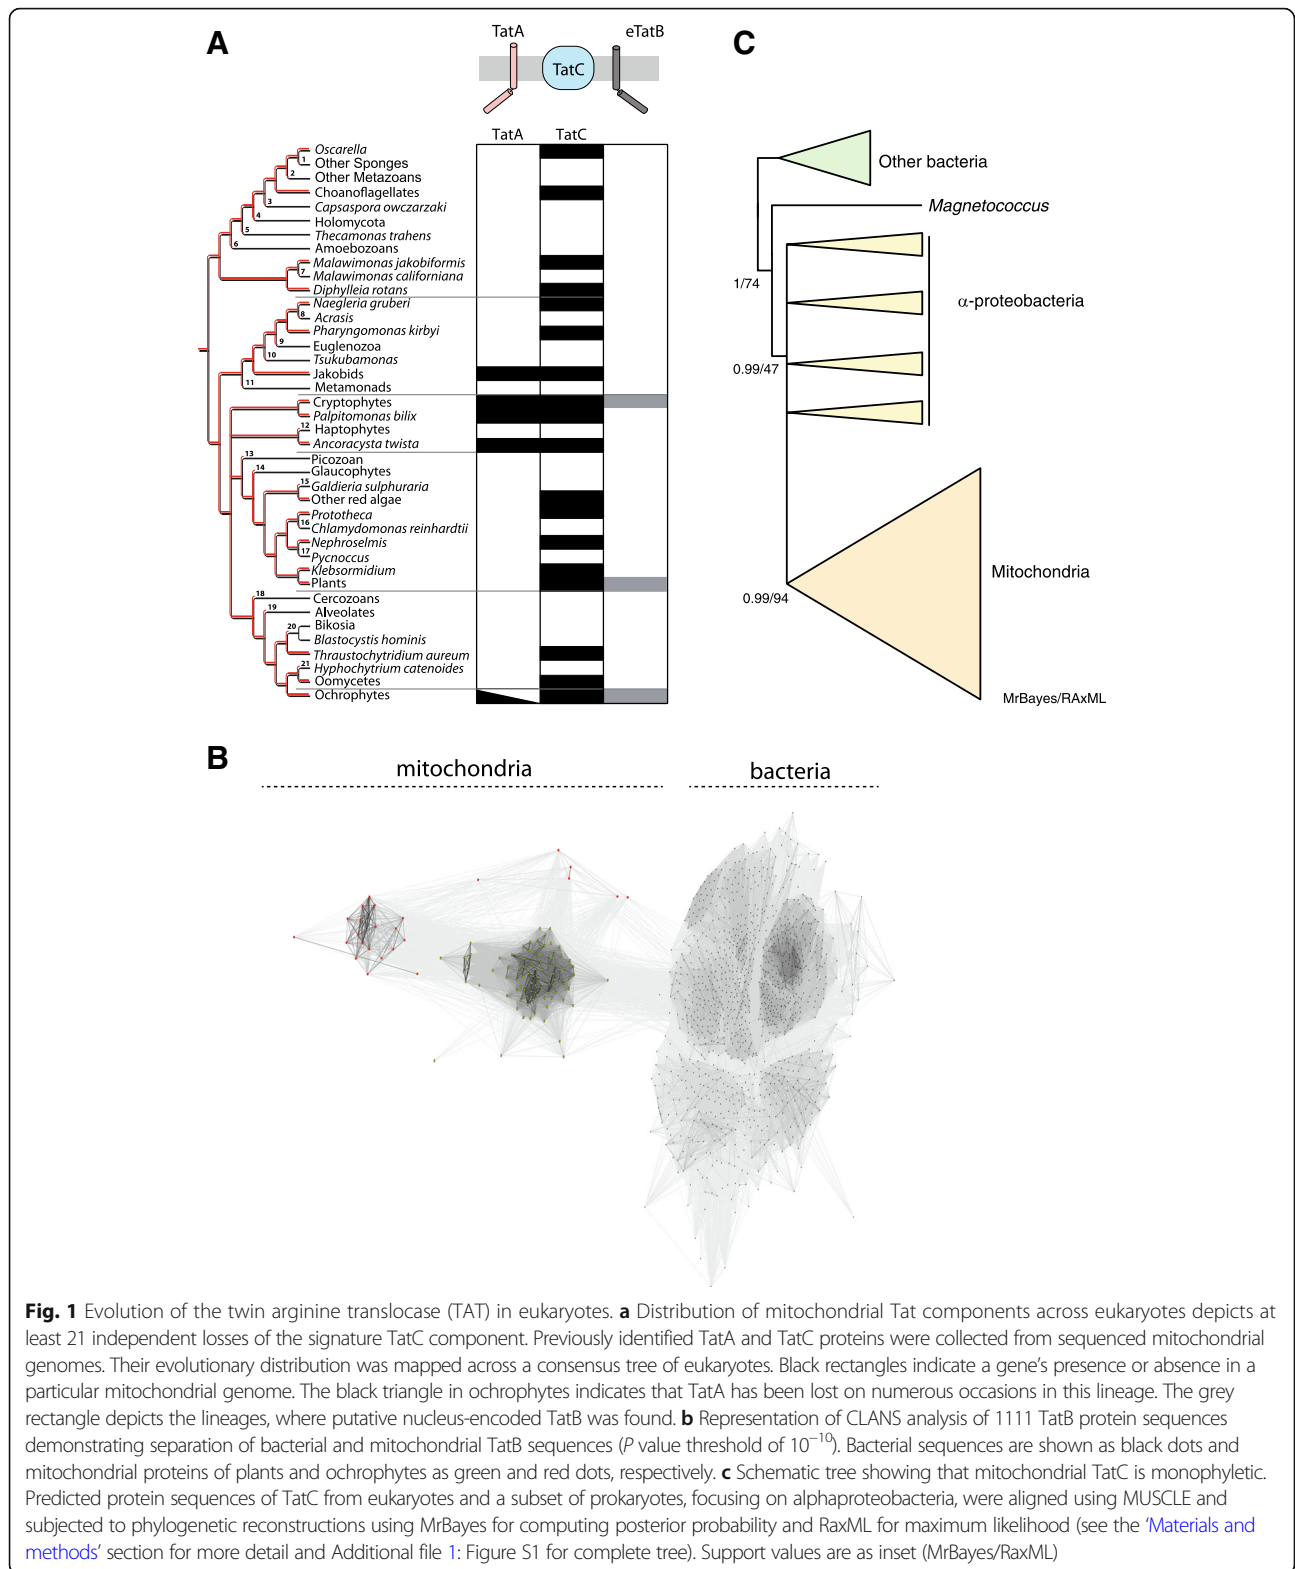 A
TatA
TatC
eTatB
TatA
TatC
Oscarella
1
Other Sponges
2
Other Metazoans
Choanoflagellates
3
Capsaspora owczarzaki
4
Holomycota
5
Thecamonas trahens
6
Amoebozoans
Malawimonas jakobiformis
7
Malawimonas californiana
Diphylleia rotans
Naegleria gruberi
8
Acrasis
Pharyngomonas kirbyi
9
Euglenozoa
10
Tsukubamonas
Jakobids
11
Metamonads
Cryptophytes
Palpitomonas bilix
12
Haptophytes
Ancoracysta twista
13
Picozoan
14
Glaucophytes
15
Galdieria sulphuraria
Other red algae
Prototheca
16
Chlamydomonas reinhardtii
Nephroselmis
17
Pycnoccus
Klebsormidium
Plants
18
Cercozoans
19
Alveolates
20
Bikosia
Blastocystis hominis
Thraustochytridium aureum
21
Hyphochytrium catenoides
Oomycetes
Ochrophytes
C
Other bacteria
Magnetococcus
1/74
α-proteobacteria
0.99/47
Mitochondria
0.99/94
MrBayes/RAxML
B
mitochondria
bacteria
Fig. 1 Evolution of the twin arginine translocase (TAT) in eukaryotes. a Distribution of mitochondrial Tat components across eukaryotes depicts at
least 21 independent losses of the signature TatC component. Previously identified TatA and TatC proteins were collected from sequenced mitochondrial
genomes. Their evolutionary distribution was mapped across a consensus tree of eukaryotes. Black rectangles indicate a gene's presence or absence in a
particular mitochondrial genome. The black triangle in ochrophytes indicates that TatA has been lost on numerous occasions in this lineage. The grey
rectangle depicts the lineages, where putative nucleus-encoded TatB was found. b Representation of CLANS analysis of 1111 TatB protein sequences
demonstrating separation of bacterial and mitochondrial TatB sequences (P value threshold of 10⁻¹⁰). Bacterial sequences are shown as black dots and
mitochondrial proteins of plants and ochrophytes as green and red dots, respectively. c Schematic tree showing that mitochondrial TatC is monophyletic.
Predicted protein sequences of TatC from eukaryotes and a subset of prokaryotes, focusing on alphaproteobacteria, were aligned using MUSCLE and
subjected to phylogenetic reconstructions using MrBayes for computing posterior probability and RaxML for maximum likelihood (see the 'Materials and
methods' section for more detail and Additional file 1: Figure S1 for complete tree). Support values are as inset (MrBayes/RaxML)